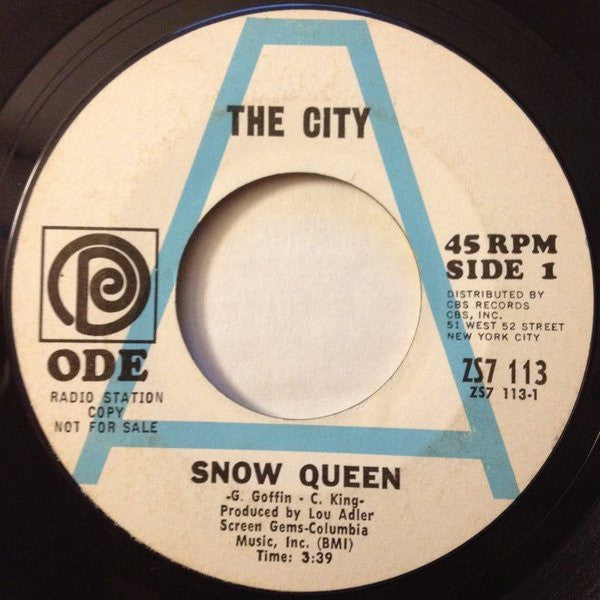 THE CITY
ODE
RADIO STATION
COPY
NOT FOR SALE
45 RPM
SIDE 1
DISTRIBUTED BY
CBS RECORDS
CBS, INC.
51 WEST 52 STREET
NEW YORK CITY
ZS7 113
ZS7 113-1
SNOW QUEEN
-G. Goffin - C. King-
Produced by Lou Adler
Screen Gems-Columbia
Music, Inc. (BMI)
Time: 3:39
A